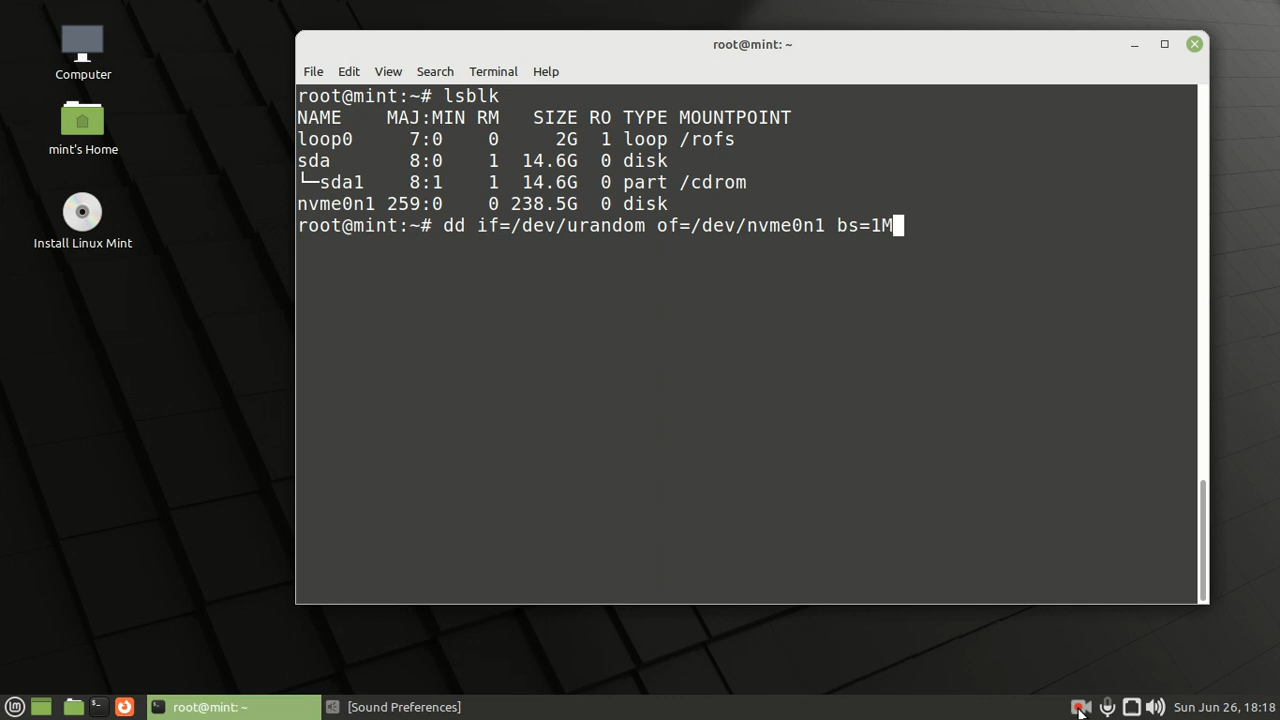 Computer
mint's Home
Install Linux Mint
root@mint: ~
File Edit View Search Terminal Help
root@mint:~# lsblk
NAME    MAJ:MIN RM   SIZE RO TYPE MOUNTPOINT
loop0     7:0    0     2G  1 loop /rofs
sda       8:0    1  14.6G  0 disk
└─sda1    8:1    1  14.6G  0 part /cdrom
nvme0n1 259:0    0 238.5G  0 disk
root@mint:~# dd if=/dev/urandom of=/dev/nvme0n1 bs=1M
root@mint: ~
[Sound Preferences]
Sun Jun 26, 18:18